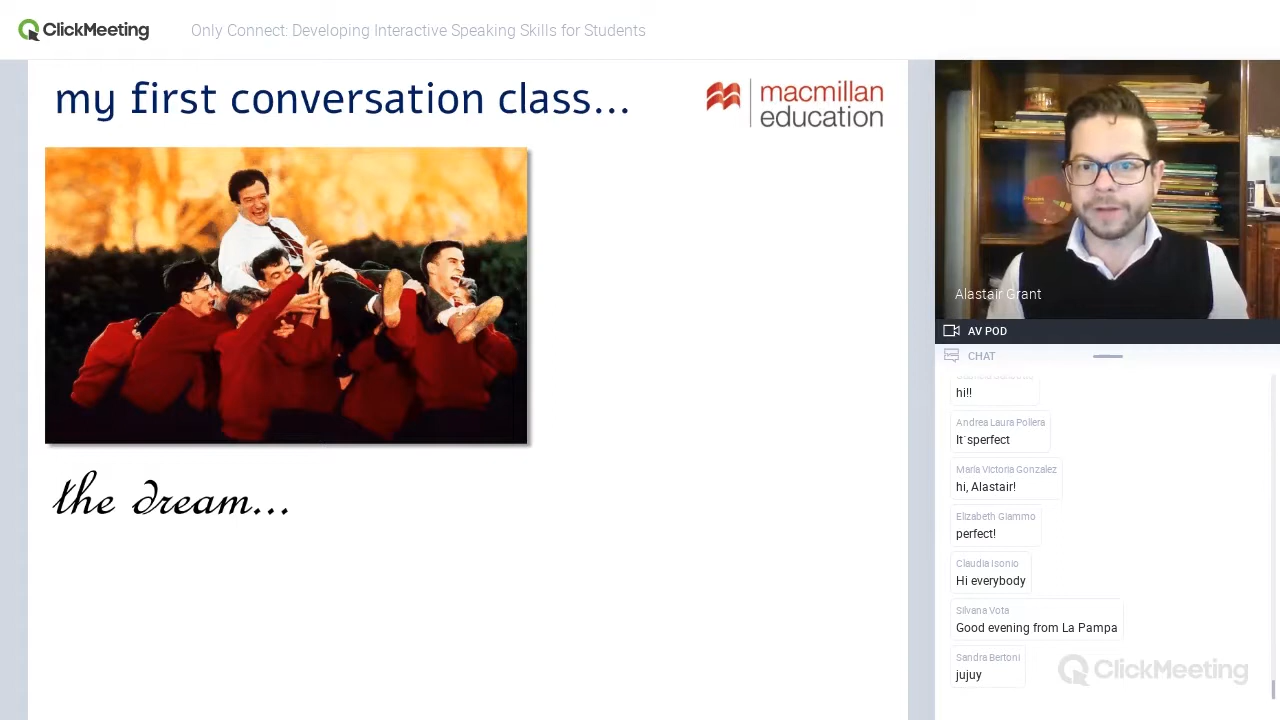 ClickMeeting
Only Connect: Developing Interactive Speaking Skills for Students
my first conversation class...
macmillan
education
the dream...
Alastair Grant
AV POD
CHAT
hi!!
Andrea Laura Pollera
It´sperfect
Maria Victoria Gonzalez
hi, Alastair!
Elizabeth Giammo
perfect!
Claudia Isonio
Hi everybody
Silvana Vota
Good evening from La Pampa
Sandra Bertoni
jujuy
ClickMeeting